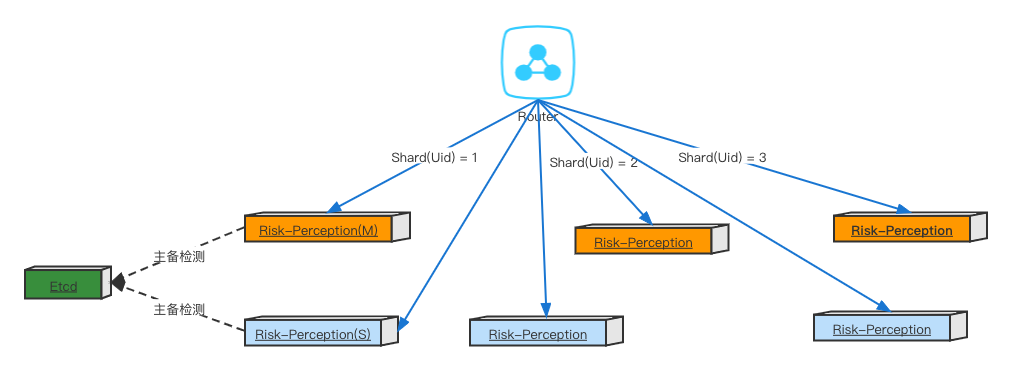 Router
Shard(Uid) = 1
Shard(Uid) = 2
Shard(Uid) = 3
Risk-Perception(M)
Risk-Perception
Risk-Perception
主备检测
Etcd
主备检测
Risk-Perception(S)
Risk-Perception
Risk-Perception